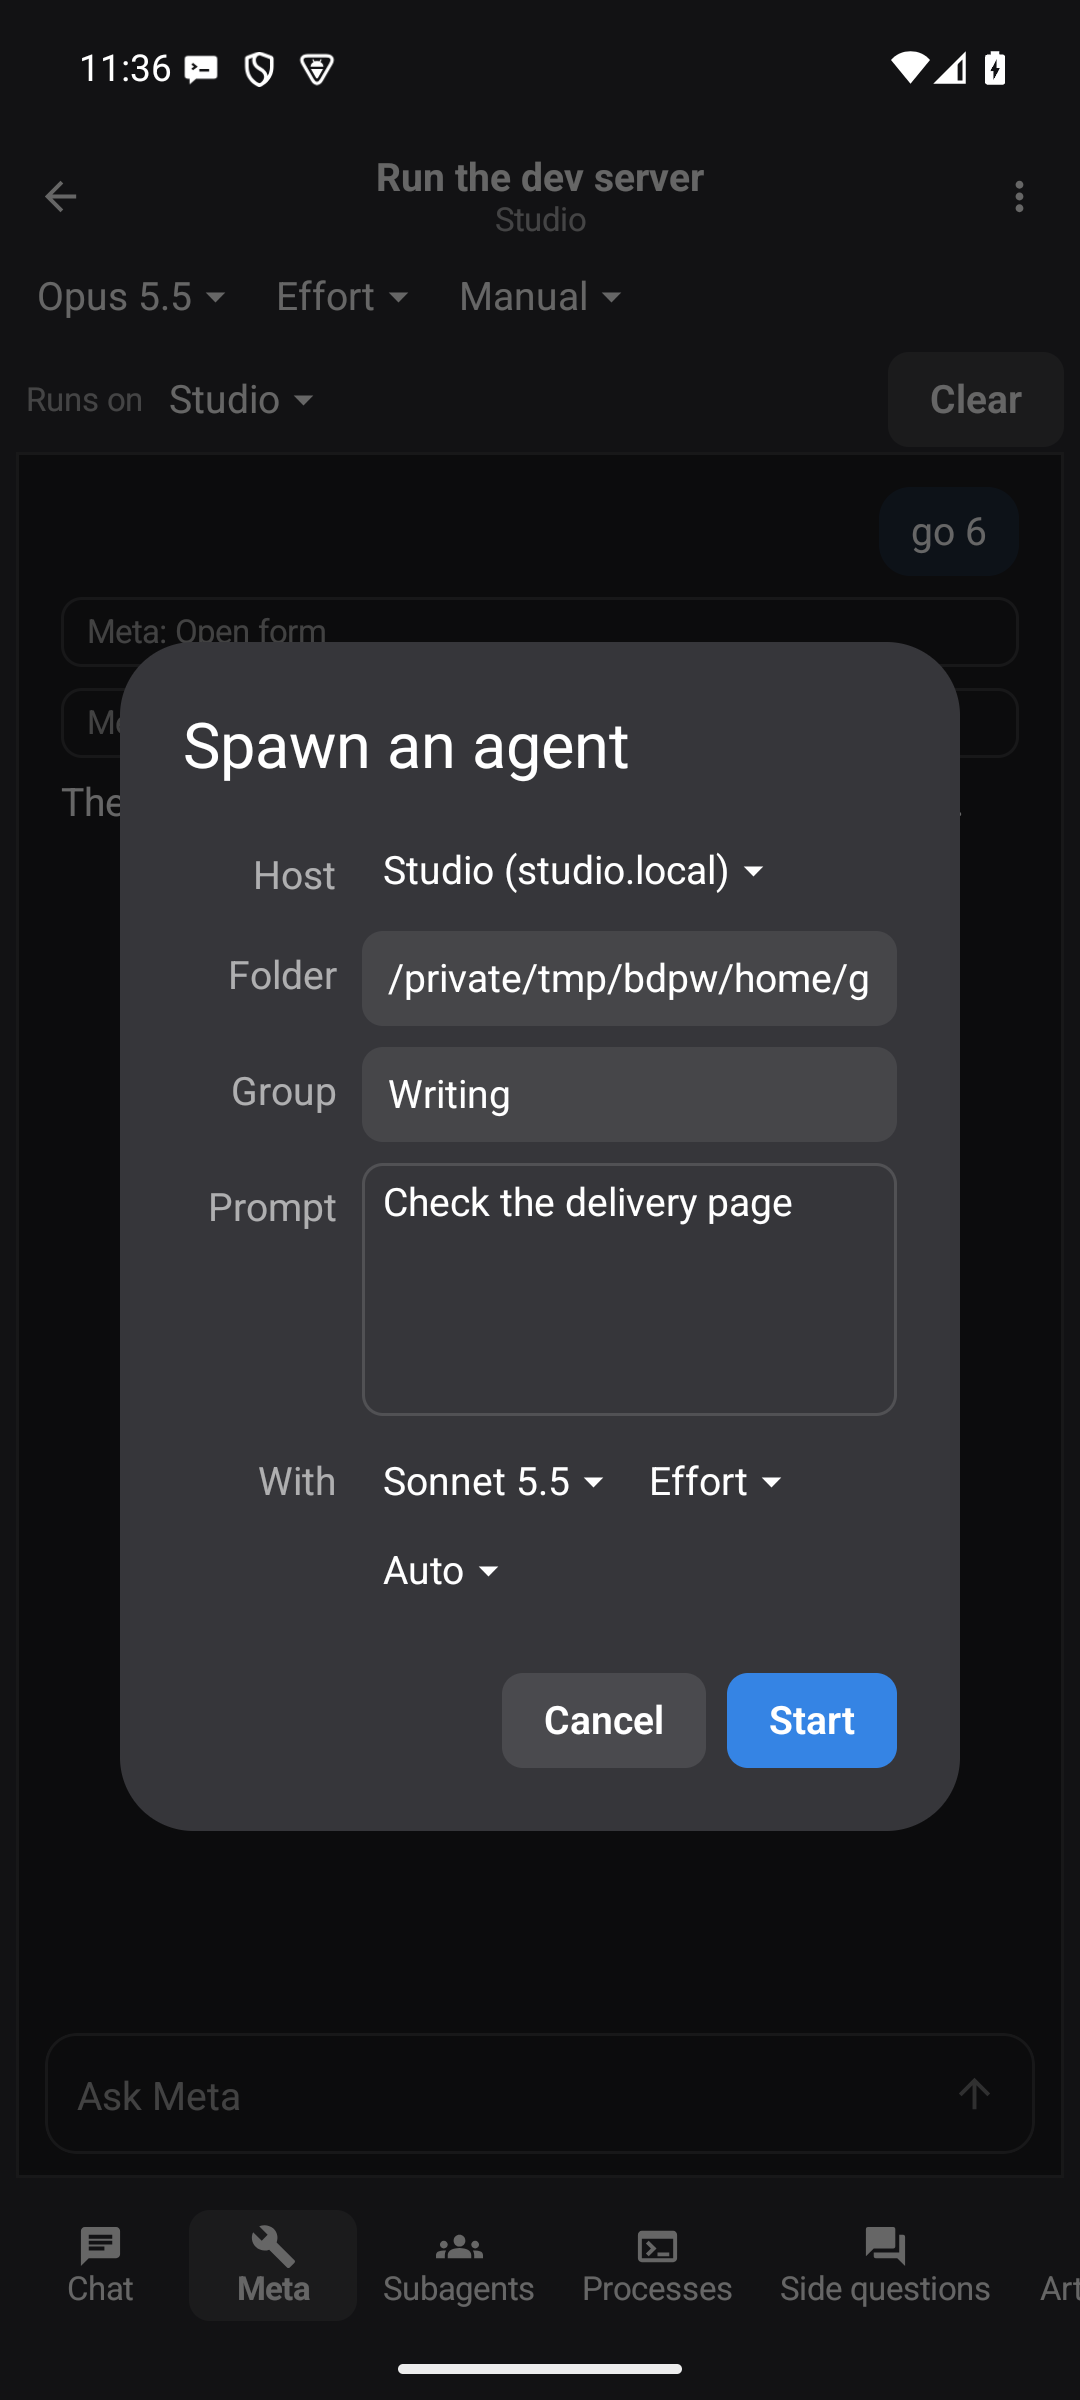 11:36
Run the dev server
Studio
Opus 5.5
Effort
Manual
Runs on
Studio
Clear
go 6
Meta: Open form
The
Spawn an agent
Host
Studio (studio.local)
Folder
/private/tmp/bdpw/home/g
Group
Writing
Prompt
Check the delivery page
With
Sonnet 5.5
Effort
Auto
Cancel
Start
Ask Meta
Chat
Meta
Subagents
Processes
Side questions